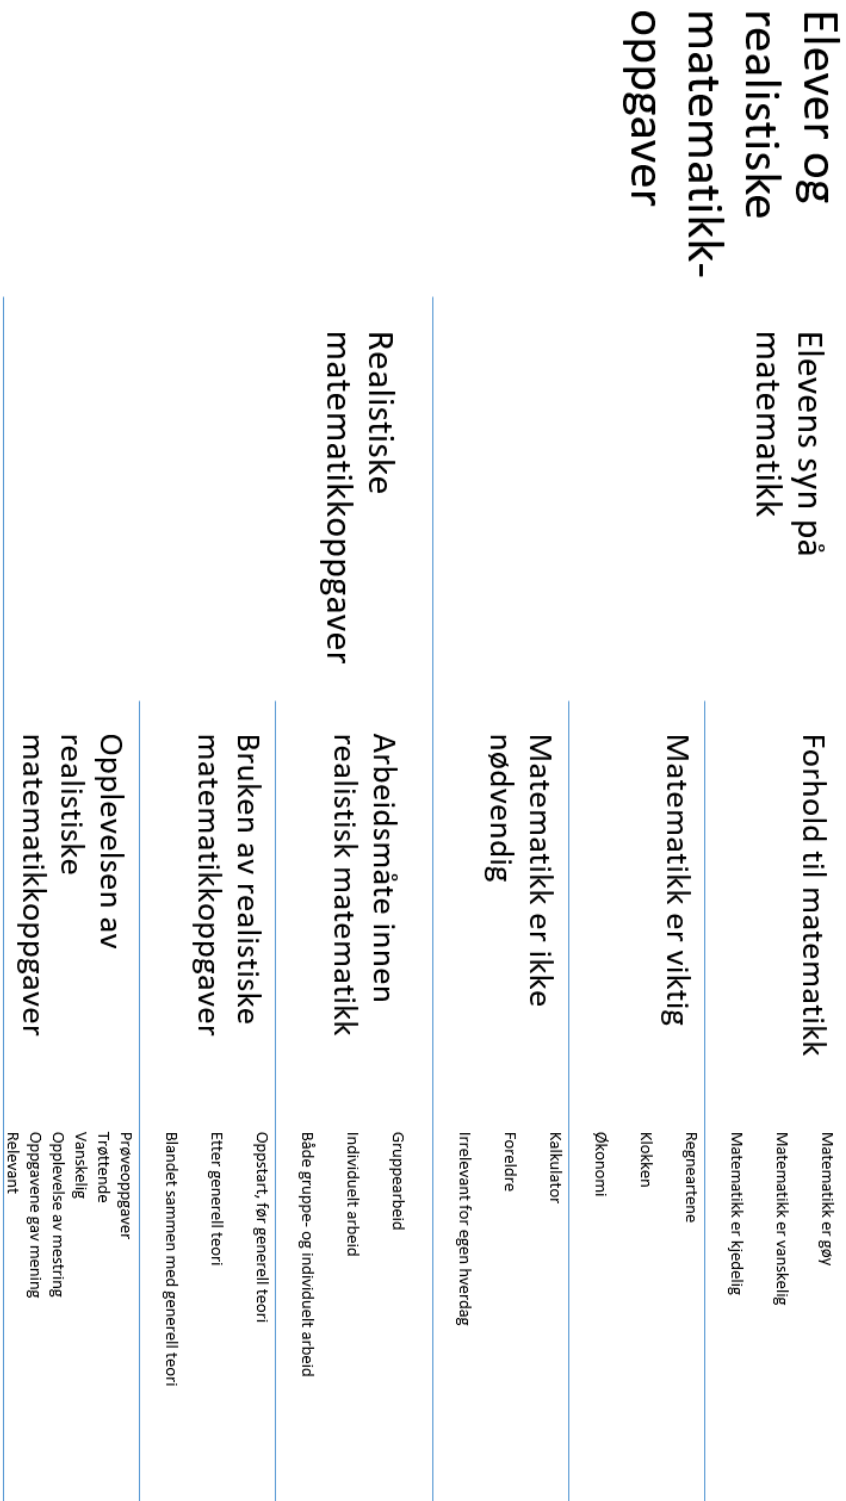 Elever og
realistiske
matematikk-
oppgaver
Elevens syn på
matematikk
Forhold til matematikk
Matematikk er gøy
Matematikk er vanskelig
Matematikk er kjedelig
Matematikk er viktig
Regneartene
Klokken
Økonomi
Matematikk er ikke
nødvendig
Kalkulator
Foreldre
Irrelevant for egen hverdag
Realistiske
matematikkoppgaver
Arbeidsmåte innen
realistisk matematikk
Gruppearbeid
Individuelt arbeid
Både gruppe- og individuelt arbeid
Bruken av realistiske
matematikkoppgaver
Oppstart, før generell teori
Etter generell teori
Blandet sammen med generell teori
Opplevelsen av
realistiske
matematikkoppgaver
Prøveoppgaver
Trøttende
Vanskelig
Opplevelse av mestring
Oppgavene gav mening
Relevant